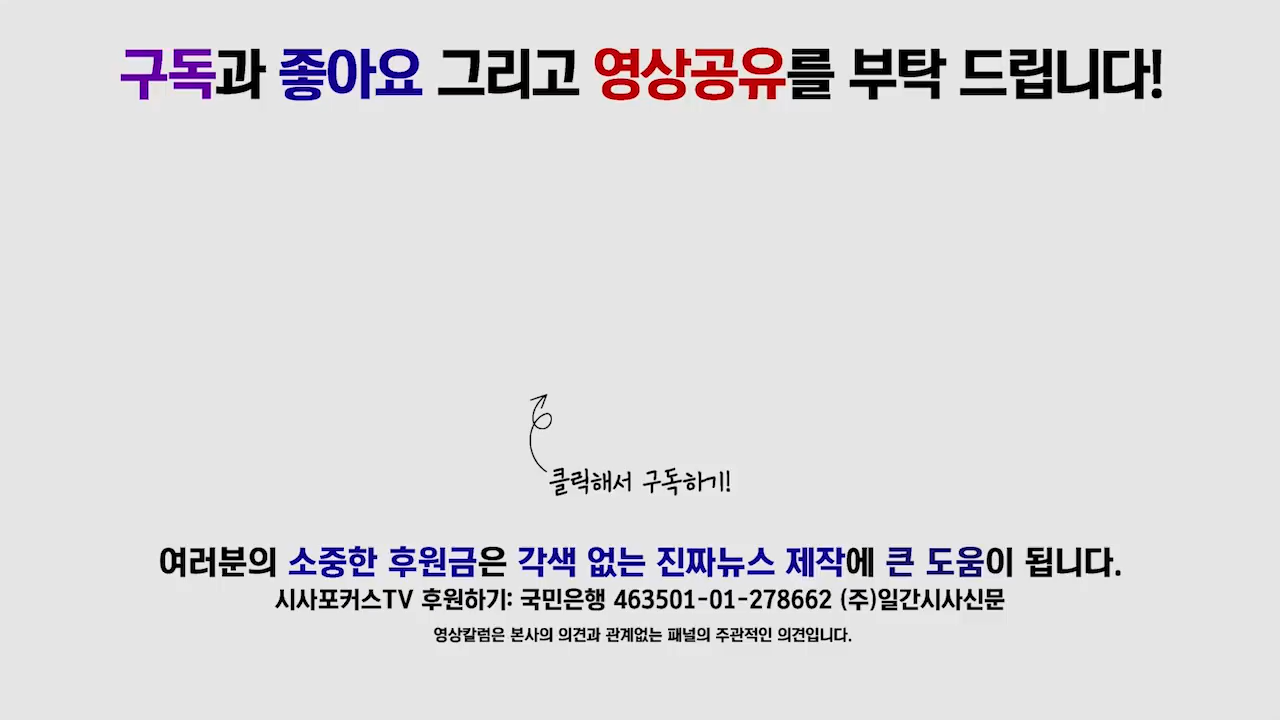 구독과 좋아요 그리고 영상공유를 부탁 드립니다!
클릭해서 구독하기!
여러분의 소중한 후원금은 각색 없는 진짜뉴스 제작에 큰 도움이 됩니다.
시사포커스TV 후원하기: 국민은행 463501-01-278662 (주)일간시사신문
영상칼럼은 본사의 의견과 관계없는 패널의 주관적인 의견입니다.